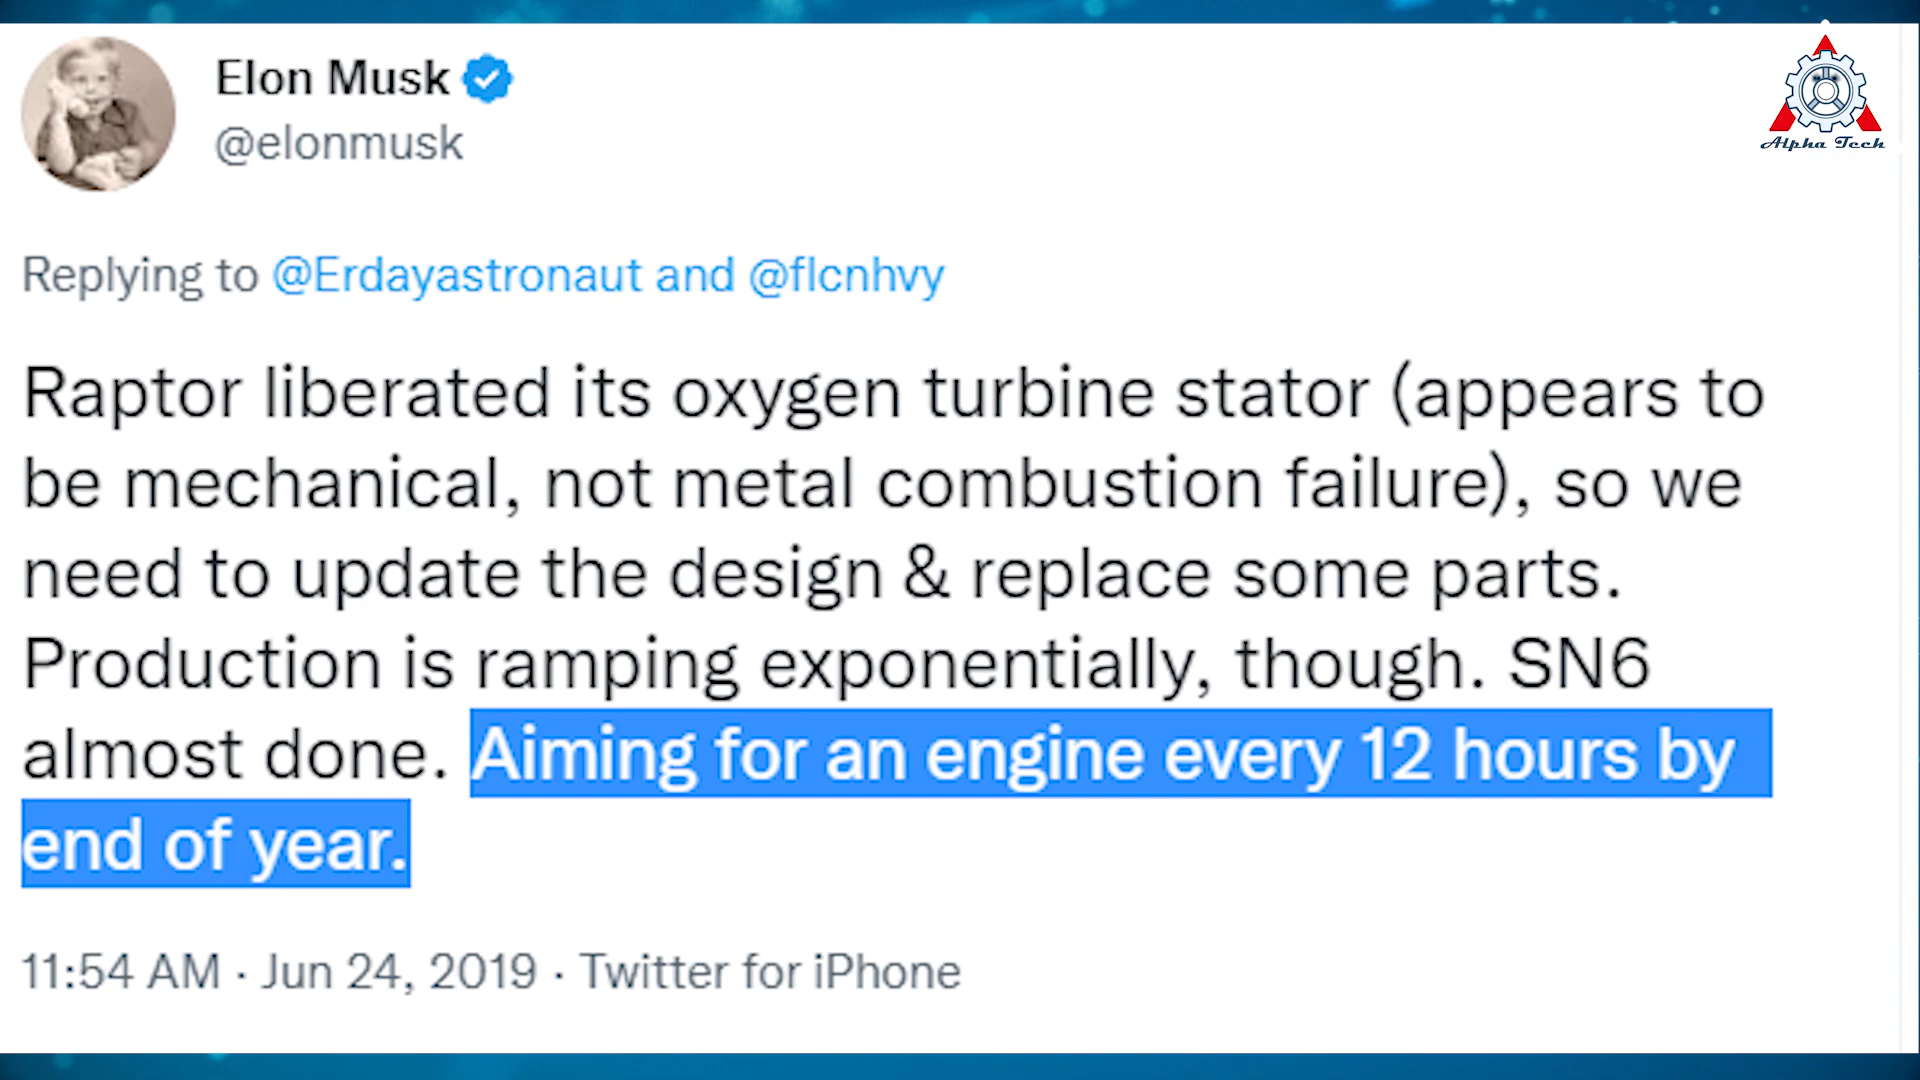 Elon Musk
@elonmusk
Alpha Tech
Replying to @Erdayastronaut and @flcnhvy
Raptor liberated its oxygen turbine stator (appears to
be mechanical, not metal combustion failure), so we
need to update the design & replace some parts.
Production is ramping exponentially, though. SN6
almost done. Aiming for an engine every 12 hours by
end of year.
11:54 AM · Jun 24, 2019 · Twitter for iPhone